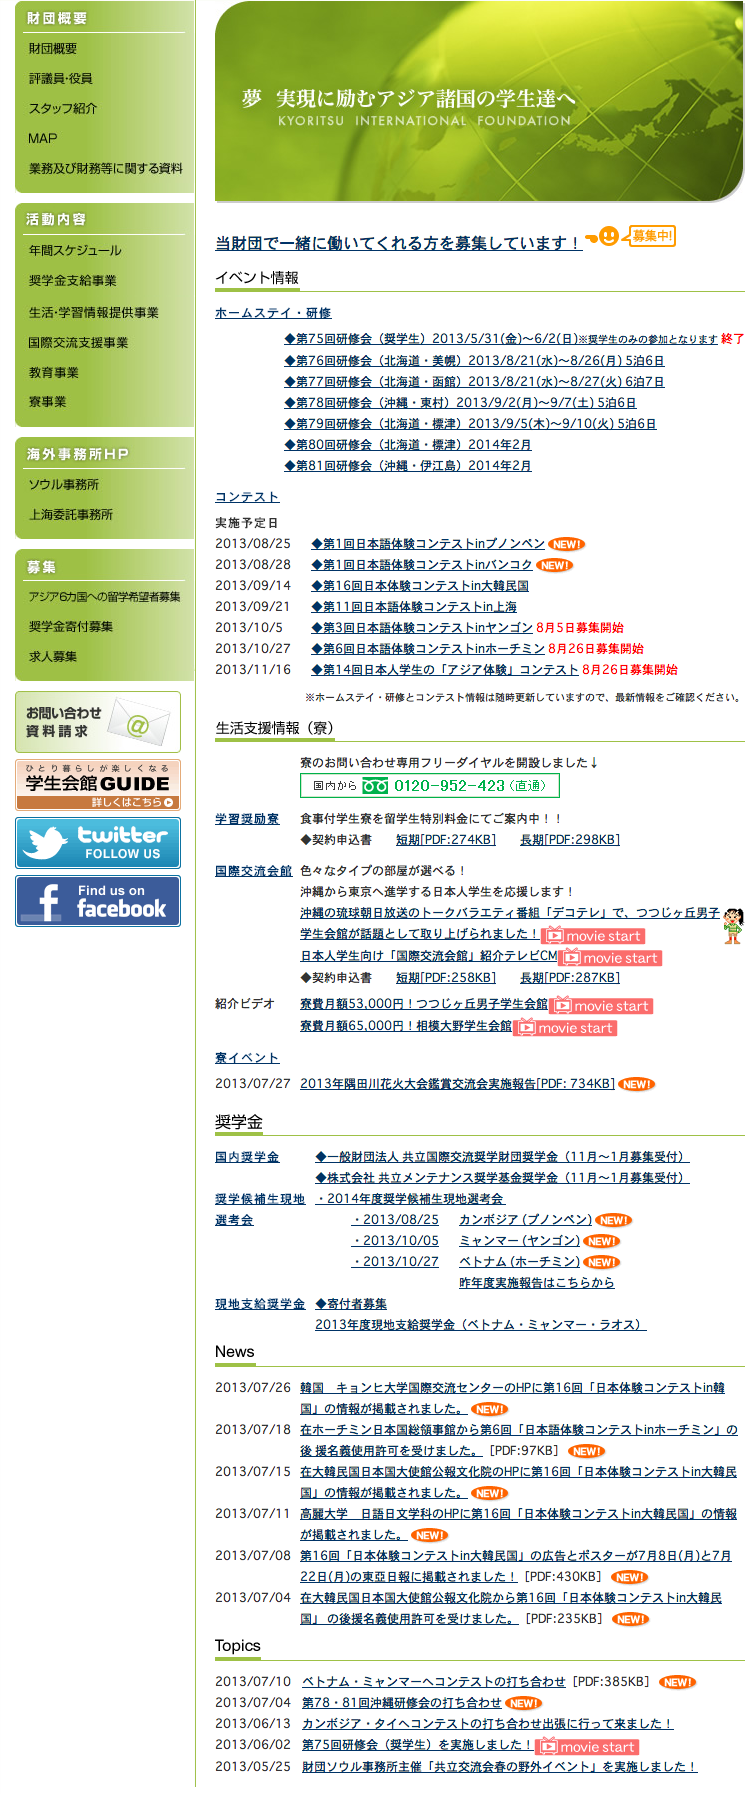 財団概要
財団概要
評議員・役員
スタッフ紹介
MAP
業務及び財務等に関する資料
活動内容
年間スケジュール
奨学金支給事業
生活・学習情報提供事業
国際交流支援事業
教育事業
寮事業
海外事務所HP
ソウル事務所
上海委託事務所
募集
アジア6カ国への留学希望者募集
奨学金寄付募集
求人募集
お問い合わせ
資料請求
ひとり暮らしが楽しくなる
学生会館GUIDE
詳しくはこちら
twitter
FOLLOW US
Find us on
facebook
夢 実現に励むアジア諸国の学生達へ
KYORITSU INTERNATIONAL FOUNDATION
当財団で一緒に働いてくれる方を募集しています！ 募集中!
イベント情報
ホームステイ・研修
◆第75回研修会（奨学生）2013/5/31(金)～6/2(日)※奨学生のみの参加となります 終了
◆第76回研修会（北海道・美幌）2013/8/21(水)～8/26(月) 5泊6日
◆第77回研修会（北海道・函館）2013/8/21(水)～8/27(火) 6泊7日
◆第78回研修会（沖縄・東村）2013/9/2(月)～9/7(土) 5泊6日
◆第79回研修会（北海道・標津）2013/9/5(木)～9/10(火) 5泊6日
◆第80回研修会（北海道・標津）2014年2月
◆第81回研修会（沖縄・伊江島）2014年2月
コンテスト
実施予定日
2013/08/25 ◆第1回日本語体験コンテストinプノンペン NEW!
2013/08/28 ◆第1回日本語体験コンテストinバンコク NEW!
2013/09/14 ◆第16回日本体験コンテストin大韓民国
2013/09/21 ◆第11回日本語体験コンテストin上海
2013/10/5 ◆第3回日本語体験コンテストinヤンゴン 8月5日募集開始
2013/10/27 ◆第6回日本語体験コンテストinホーチミン 8月26日募集開始
2013/11/16 ◆第14回日本人学生の「アジア体験」コンテスト 8月26日募集開始
※ホームステイ・研修とコンテスト情報は随時更新していますので、最新情報をご確認ください。
生活支援情報（寮）
寮のお問い合わせ専用フリーダイヤルを開設しました↓
国内から 0120-952-423（直通）
学習奨励寮 食事付学生寮を留学生特別料金にてご案内中！！
◆契約申込書 短期[PDF:274KB] 長期[PDF:298KB]
国際交流会館 色々なタイプの部屋が選べる！
沖縄から東京へ進学する日本人学生を応援します！
沖縄の琉球朝日放送のトークバラエティ番組「デコテレ」で、つつじヶ丘男子
学生会館が話題として取り上げられました！ movie start
日本人学生向け「国際交流会館」紹介テレビCM movie start
◆契約申込書 短期[PDF:258KB] 長期[PDF:287KB]
紹介ビデオ 寮費月額53,000円！つつじヶ丘男子学生会館 movie start
寮費月額65,000円！相模大野学生会館 movie start
寮イベント
2013/07/27 2013年隅田川花火大会鑑賞交流会実施報告[PDF: 734KB] NEW!
奨学金
国内奨学金 ◆一般財団法人 共立国際交流奨学財団奨学金（11月～1月募集受付）
◆株式会社 共立メンテナンス奨学基金奨学金（11月～1月募集受付）
奨学候補生現地 ・2014年度奨学候補生現地選考会
選考会 ・2013/08/25 カンボジア (プノンペン) NEW!
・2013/10/05 ミャンマー (ヤンゴン) NEW!
・2013/10/27 ベトナム (ホーチミン) NEW!
昨年度実施報告はこちらから
現地支給奨学金 ◆寄付者募集
2013年度現地支給奨学金（ベトナム・ミャンマー・ラオス）
News
2013/07/26 韓国 キョンヒ大学国際交流センターのHPに第16回「日本体験コンテストin韓
国」の情報が掲載されました。 NEW!
2013/07/18 在ホーチミン日本国総領事館から第6回「日本語体験コンテストinホーチミン」の
後 援名義使用許可を受けました。［PDF:97KB］ NEW!
2013/07/15 在大韓民国日本国大使館公報文化院のHPに第16回「日本体験コンテストin大韓民
国」の情報が掲載されました。 NEW!
2013/07/11 高麗大学 日語日文学科のHPに第16回「日本体験コンテストin大韓民国」の情報
が掲載されました。 NEW!
2013/07/08 第16回「日本体験コンテストin大韓民国」の広告とポスターが7月8日(月)と7月
22日(月)の東亞日報に掲載されました！［PDF:430KB］ NEW!
2013/07/04 在大韓民国日本国大使館公報文化院から第16回「日本体験コンテストin大韓民
国」 の後援名義使用許可を受けました。［PDF:235KB］ NEW!
Topics
2013/07/10 ベトナム・ミャンマーへコンテストの打ち合わせ［PDF:385KB］ NEW!
2013/07/04 第78・81回沖縄研修会の打ち合わせ NEW!
2013/06/13 カンボジア・タイへコンテストの打ち合わせ出張に行って来ました！
2013/06/02 第75回研修会（奨学生）を実施しました！ movie start
2013/05/25 財団ソウル事務所主催「共立交流会春の野外イベント」を実施しました！